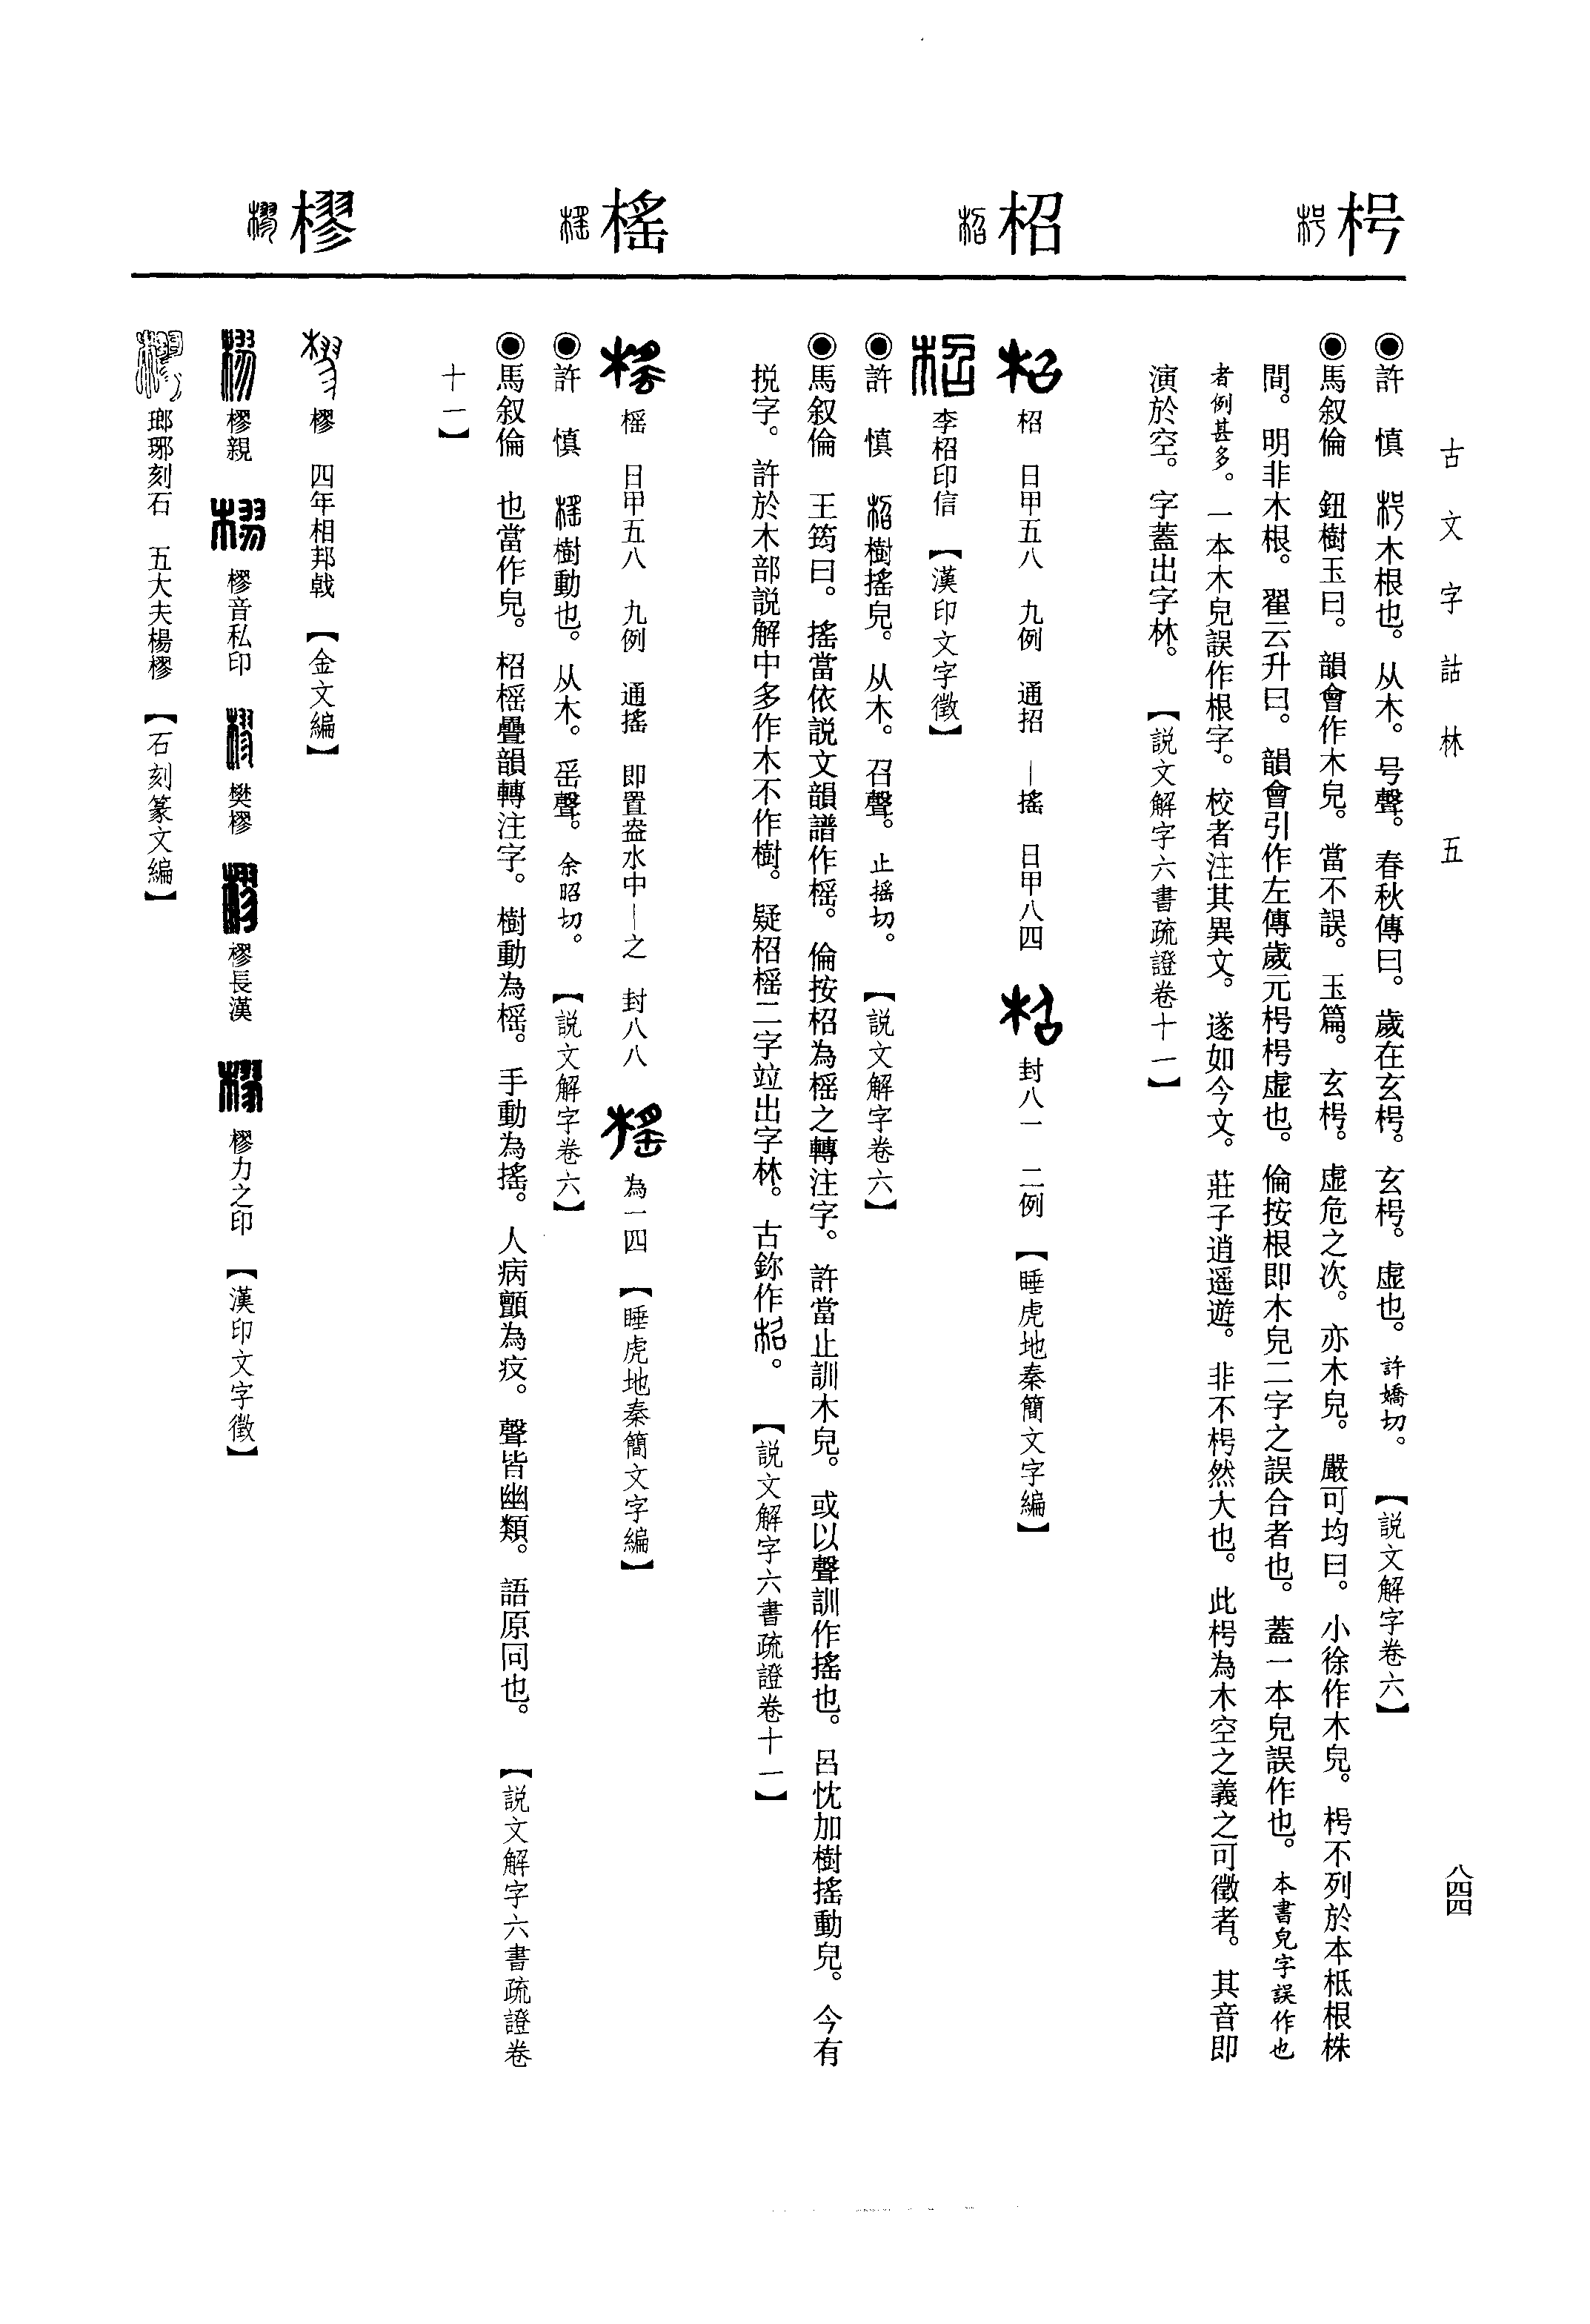 古文字詁林　五
八四四
枵
◉許　慎　木根也。从木。号聲。春秋傳曰。歲在玄枵。玄枵。虛也。許嬌切。【説文解字卷六】
◉馬叙倫　鈕樹玉曰。韻會作木皃。當不誤。玉篇。玄枵。虛危之次。亦木皃。嚴可均曰。小徐作木皃。枵不列於本柢根株
間。明非木根。翟云升曰。韻會引作左傳歲元枵枵虛也。倫按根即木皃二字之誤合者也。蓋一本皃誤作也。本書皃字誤作也
者例甚多。一本木皃誤作根字。校者注其異文。遂如今文。莊子逍遥遊。非不枵然大也。此枵為木空之義之可徵者。其音即
演於空。字蓋出字林。【説文解字六書疏證卷十一】
柖
柖　日甲五八　九例　通招　—搖　日甲八四　封八一　二例　【睡虎地秦簡文字編】
李柖印信　【漢印文字徵】
◉許　慎　樹搖皃。从木。召聲。止摇切。【説文解字卷六】
◉馬叙倫　王筠曰。搖當依説文韻譜作榣。倫按柖為榣之轉注字。許當止訓木皃。或以聲訓作搖也。呂忱加樹搖動皃。今有
挩字。許於木部説解中多作木不作樹。疑柖榣二字竝出字林。古鉨作。【説文解字六書疏證卷十一】
榣
榣　日甲五八　九例　通搖　即置盎水中—之　封八八　為一四　【睡虎地秦簡文字編】
◉許　慎　樹動也。从木。䍃聲。余昭切。【説文解字卷六】
◉馬叙倫　也當作皃。柖榣疊韻轉注字。樹動為榣。手動為搖。人病顫為疚。聲皆幽類。語原同也。【説文解字六書疏證卷
十一】
樛
樛　四年相邦戟　【金文編】
樛親　樛音私印　樊樛　樛長漢　樛力之印　【漢印文字徵】
瑯琊刻石　五大夫楊樛　【石刻篆文編】